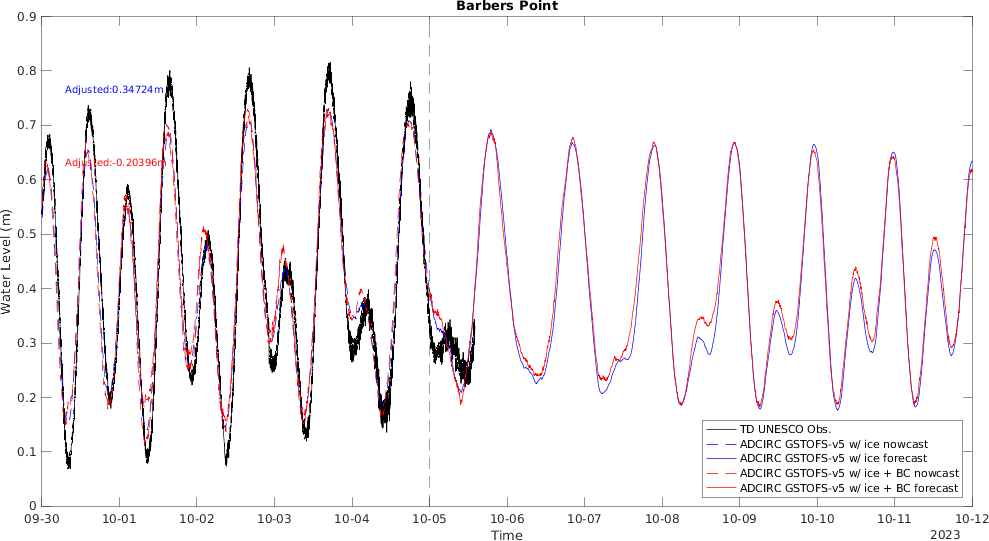 Barbers Point
0.9
0.8
0.7
0.6
0.5
0.4
0.3
0.2
0.1
0
Water Level (m)
Adjusted:0.34724m
Adjusted:-0.20396m
TD UNESCO Obs.
ADCIRC GSTOFS-v5 w/ ice nowcast
ADCIRC GSTOFS-v5 w/ ice forecast
ADCIRC GSTOFS-v5 w/ ice + BC nowcast
ADCIRC GSTOFS-v5 w/ ice + BC forecast
09-30 10-01 10-02 10-03 10-04 10-05 10-06 10-07 10-08 10-09 10-10 10-11 10-12
Time
2023